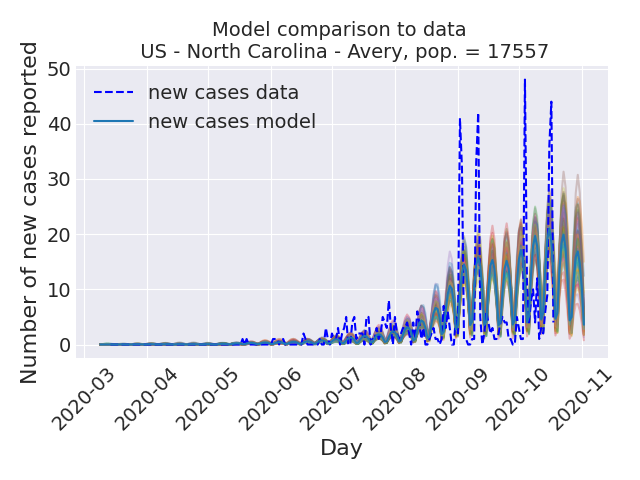 Model comparison to data
US - North Carolina - Avery, pop. = 17557
Number of new cases reported
50
40
30
20
10
0
new cases data
new cases model
2020-03
2020-04
2020-05
2020-06
2020-07
2020-08
2020-09
2020-10
2020-11
Day